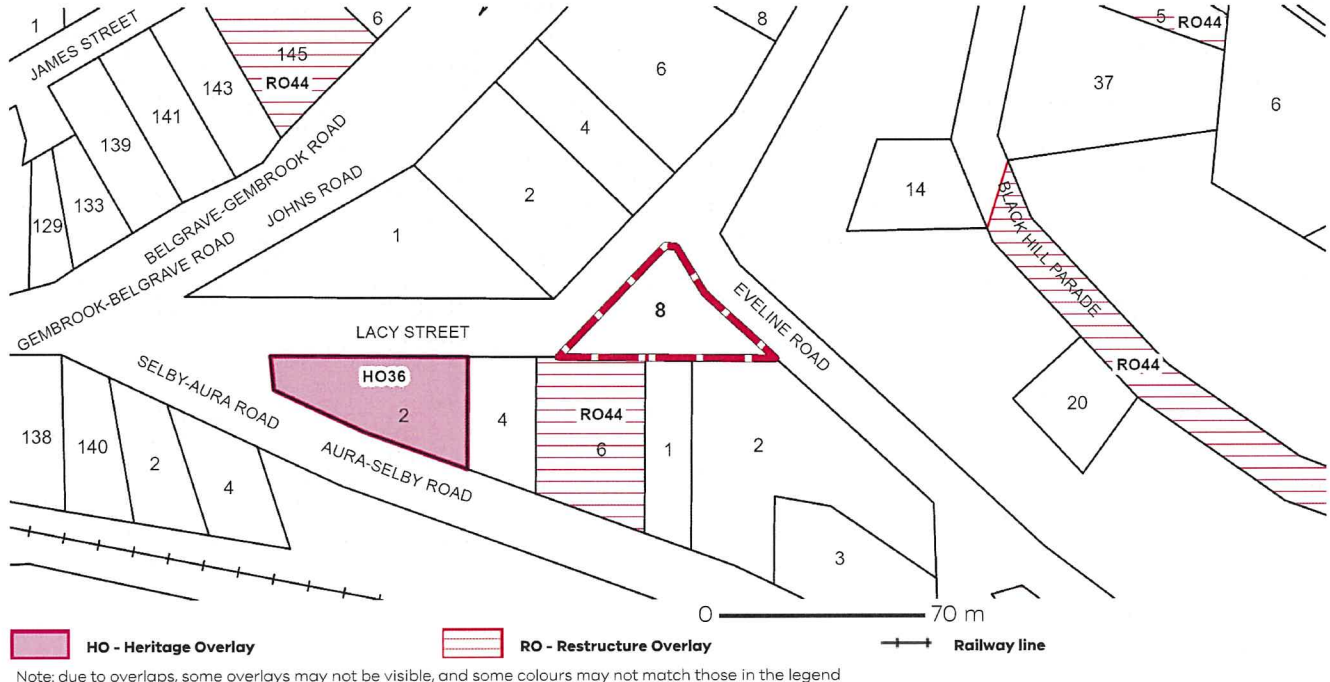 1
JAMES STREET
6
8
5
RO44
145
RO44
143
141
139
133
129
6
37
6
4
2
1
14
BELGRAVE-GEMBROOK ROAD
JOHNS ROAD
GEMBROOK-BELGRAVE ROAD
BLACK HILL PARADE
EVELINE ROAD
8
LACY STREET
SELBY-AURA ROAD
HO36
2
4
RO44
6
1
2
RO44
20
AURA-SELBY ROAD
138
140
2
4
3
0 70 m
HO - Heritage Overlay
RO - Restructure Overlay
Railway line
Note: due to overlaps, some overlays may not be visible, and some colours may not match those in the legend